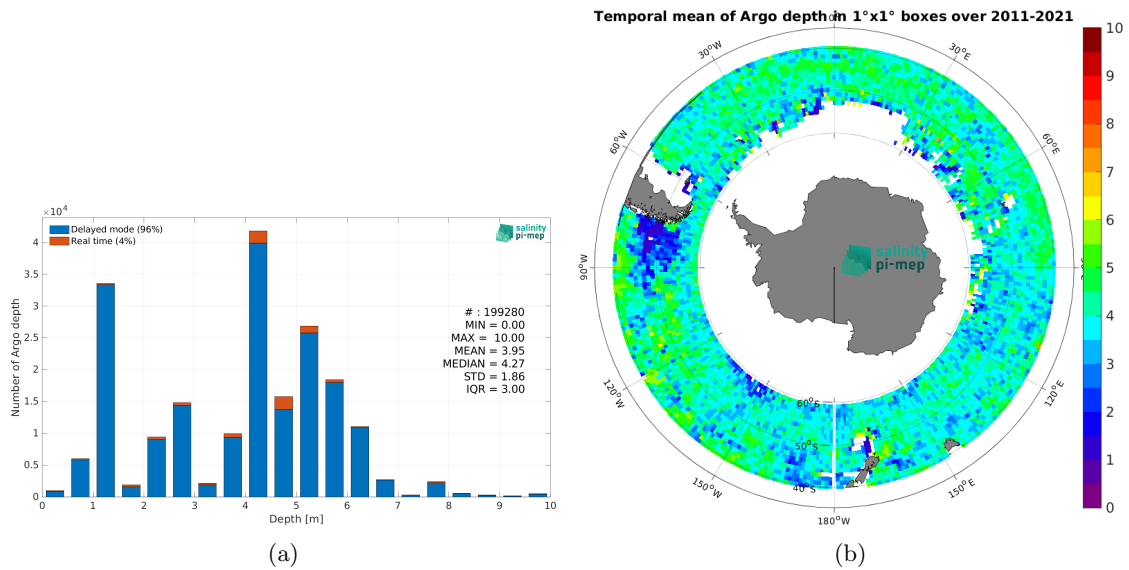 Temporal mean of Argo depth in 1°x1° boxes over 2011-2021
×10⁴
Delayed mode (96%)
Real time (4%)
salinity
pi-mep
# : 199280
MIN = 0.00
MAX = 10.00
MEAN = 3.95
MEDIAN = 4.27
STD = 1.86
IQR = 3.00
Number of Argo depth
4
3.5
3
2.5
2
1.5
1
0.5
0
0 1 2 3 4 5 6 7 8 9 10
Depth [m]
(a)
30°W
30°E
60°W
60°E
90°W
120°W
120°E
150°W
150°E
180°W
60°S
50°S
40°S
salinity
pi-mep
10
9
8
7
6
5
4
3
2
1
0
(b)